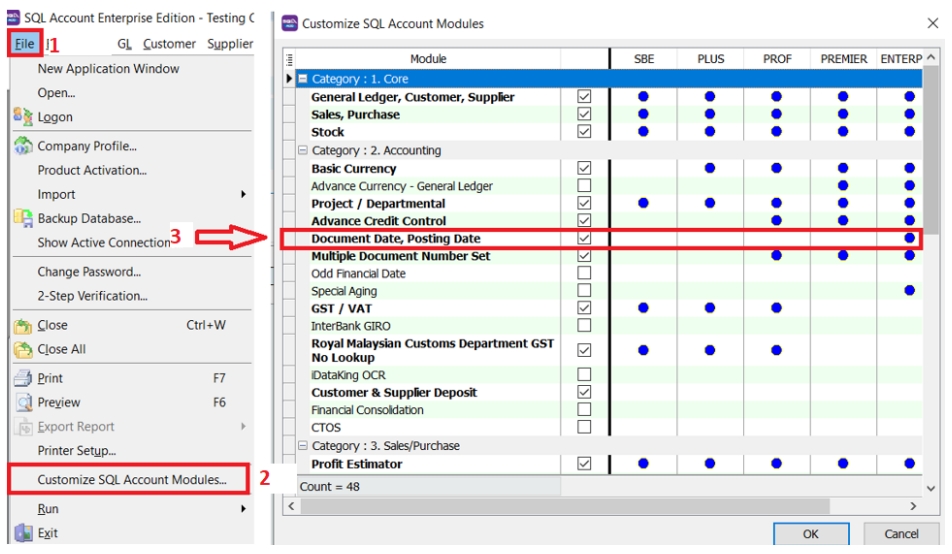 SQL Account Enterprise Edition - Testing C
File
1
GL Customer Supplier
New Application Window
Open...
Logon
Company Profile...
Product Activation...
Import
Backup Database...
Show Active Connection
3
Change Password...
2-Step Verification...
Close Ctrl+W
Close All
Print F7
Preview F6
Export Report
Printer Setup...
Customize SQL Account Modules...
2
Run
Exit
Customize SQL Account Modules
Module SBE PLUS PROF PREMIER ENTERP
Category : 1. Core
General Ledger, Customer, Supplier
Sales, Purchase
Stock
Category : 2. Accounting
Basic Currency
Advance Currency - General Ledger
Project / Departmental
Advance Credit Control
Document Date, Posting Date
Multiple Document Number Set
Odd Financial Date
Special Aging
GST / VAT
InterBank GIRO
Royal Malaysian Customs Department GST
No Lookup
iDataKing OCR
Customer & Supplier Deposit
Financial Consolidation
CTOS
Category : 3. Sales/Purchase
Profit Estimator
Count = 48
OK Cancel